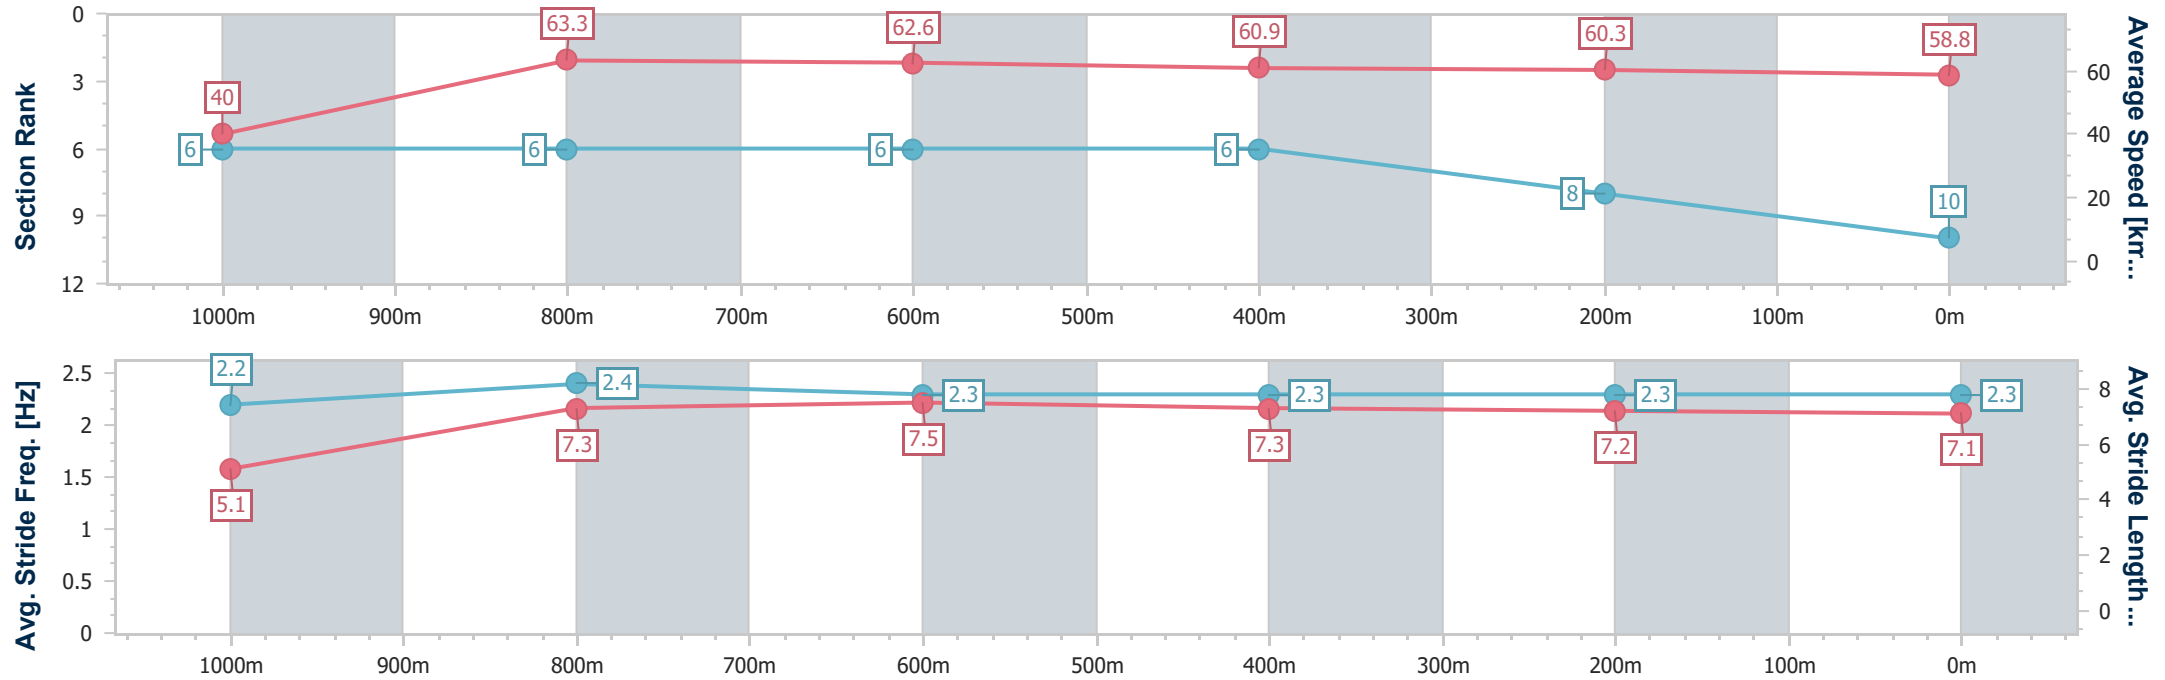 Section Rank
0
3
6
9
12
40
63.3
62.6
60.9
60.3
58.8
6
6
6
6
8
10
60
40
20
0
Average Speed [km...
1000m
900m
800m
700m
600m
500m
400m
300m
200m
100m
0m
Avg. Stride Freq. [Hz]
2.5
2
1.5
1
0.5
0
2.2
2.4
2.3
2.3
2.3
2.3
5.1
7.3
7.5
7.3
7.2
7.1
8
6
4
2
0
Avg. Stride Length...
1000m
900m
800m
700m
600m
500m
400m
300m
200m
100m
0m